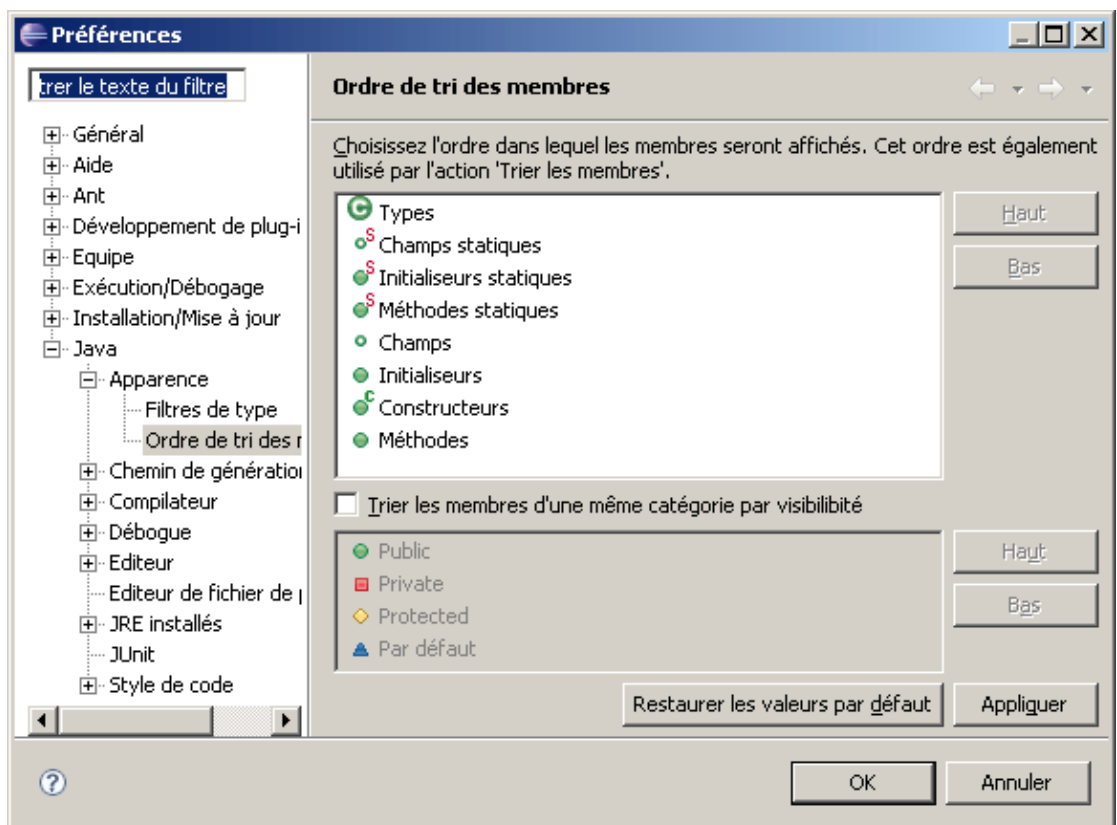 Préférences
trer le texte du filtre
Général
Aide
Ant
Développement de plug-i
Equipe
Exécution/Débogage
Installation/Mise à jour
Java
Apparence
Filtres de type
Ordre de tri des r
Chemin de génération
Compilateur
Débogue
Editeur
Editeur de fichier de p
JRE installés
JUnit
Style de code
Ordre de tri des membres
Choisissez l'ordre dans lequel les membres seront affichés. Cet ordre est également
utilisé par l'action 'Trier les membres'.
Types
Champs statiques
Initialiseurs statiques
Méthodes statiques
Champs
Initialiseurs
Constructeurs
Méthodes
Haut
Bas
Trier les membres d'une même catégorie par visibilibité
Public
Private
Protected
Par défaut
Haut
Bas
Restaurer les valeurs par défaut
Appliquer
OK
Annuler